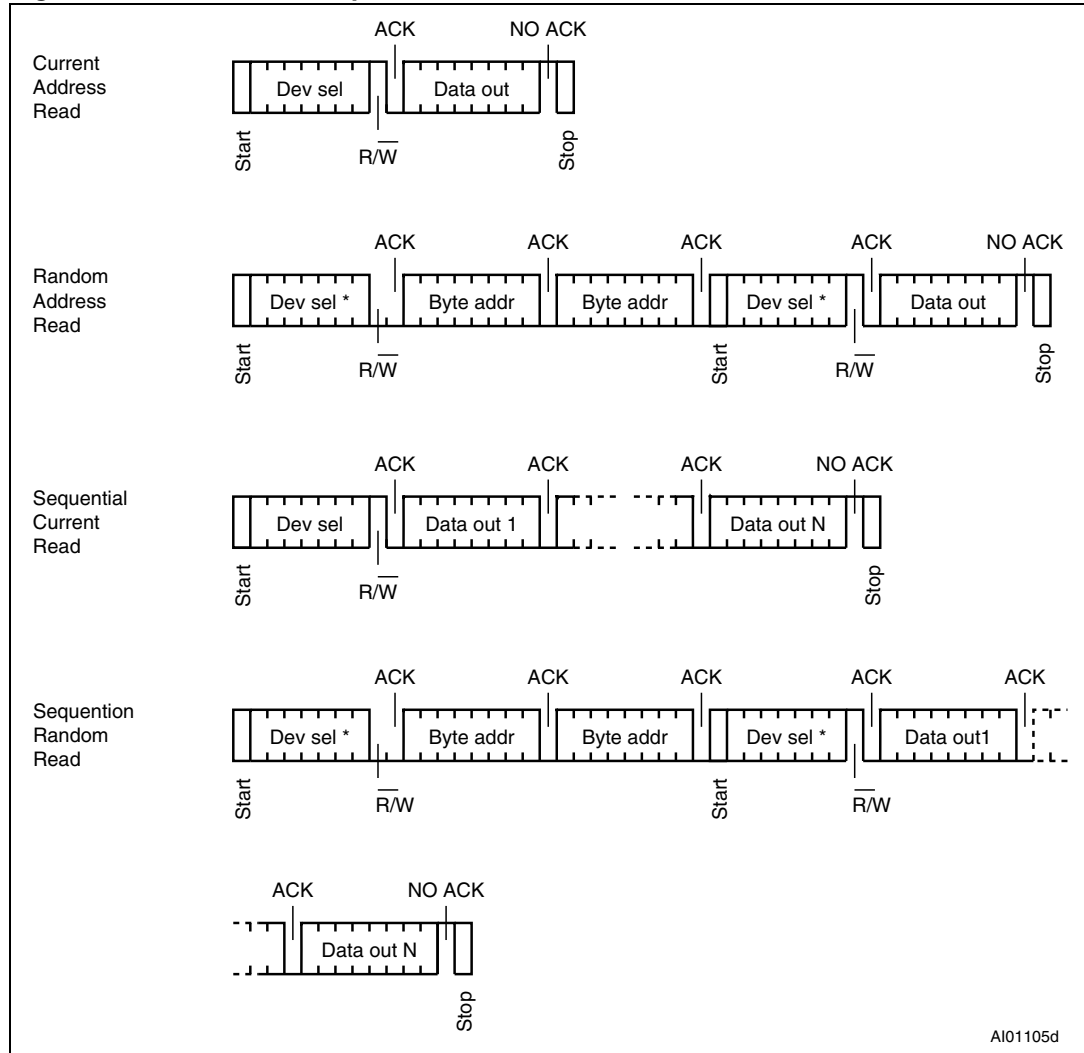 ACK NO ACK
Current
Address
Read
Dev sel Data out
Start R/W Stop
ACK ACK ACK ACK NO ACK
Random
Address
Read
Dev sel * Byte addr Byte addr Dev sel * Data out
Start R/W Start R/W Stop
ACK ACK ACK NO ACK
Sequential
Current
Read
Dev sel Data out 1 Data out N
Start R/W Stop
ACK ACK ACK ACK ACK
Sequention
Random
Read
Dev sel * Byte addr Byte addr Dev sel * Data out1
Start R/W Start R/W
ACK NO ACK
Data out N
Stop
AI01105d